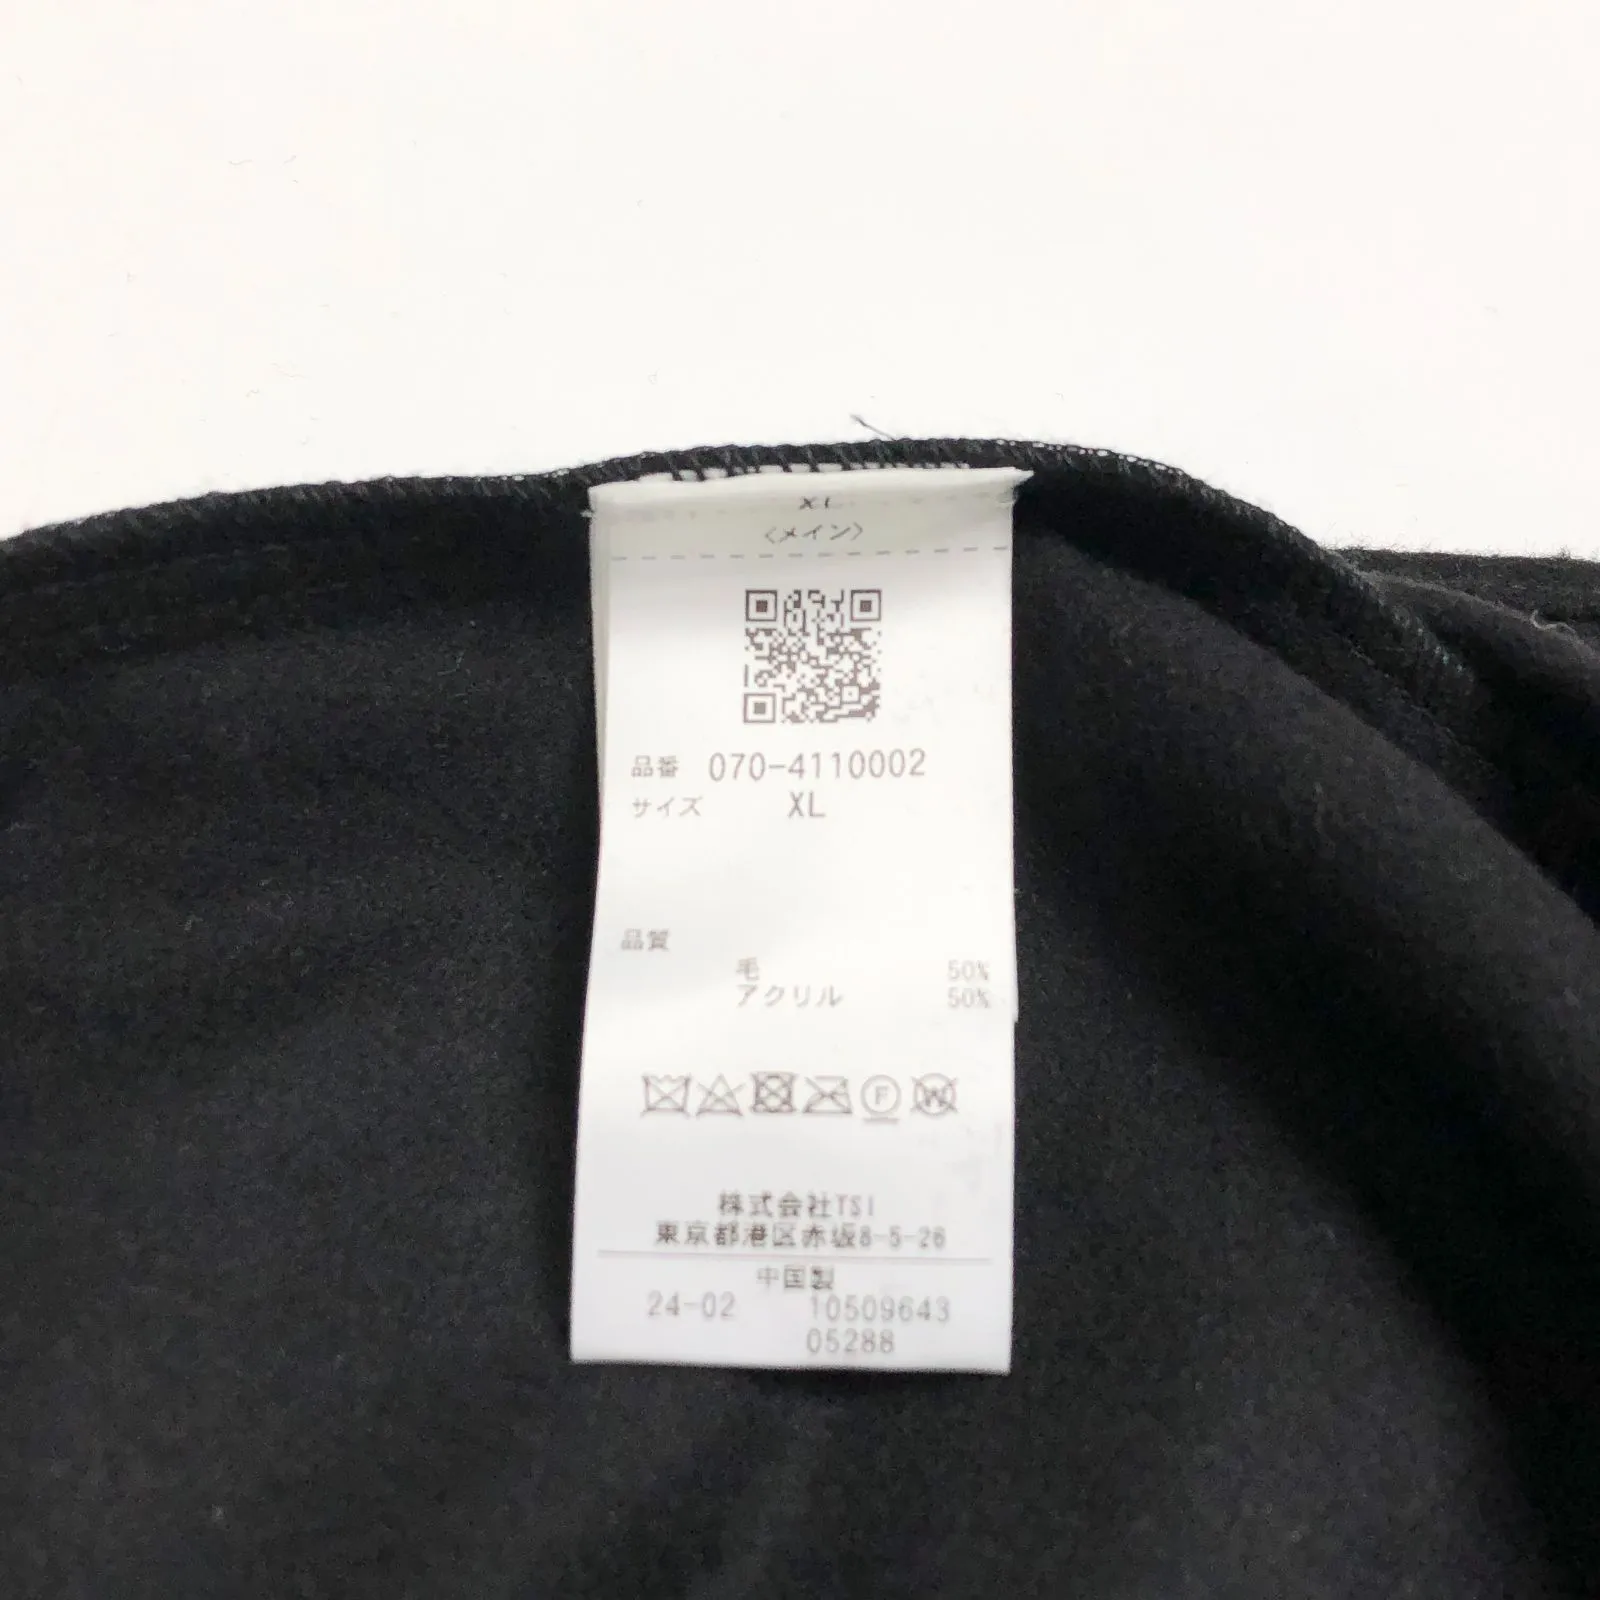 XL
〈メイン〉
品番 070-4110002
サイズ XL
品質
毛 50%
アクリル 50%
F W
株式会社TSI
東京都港区赤坂8-5-26
中国製
24-02 10509643
05288